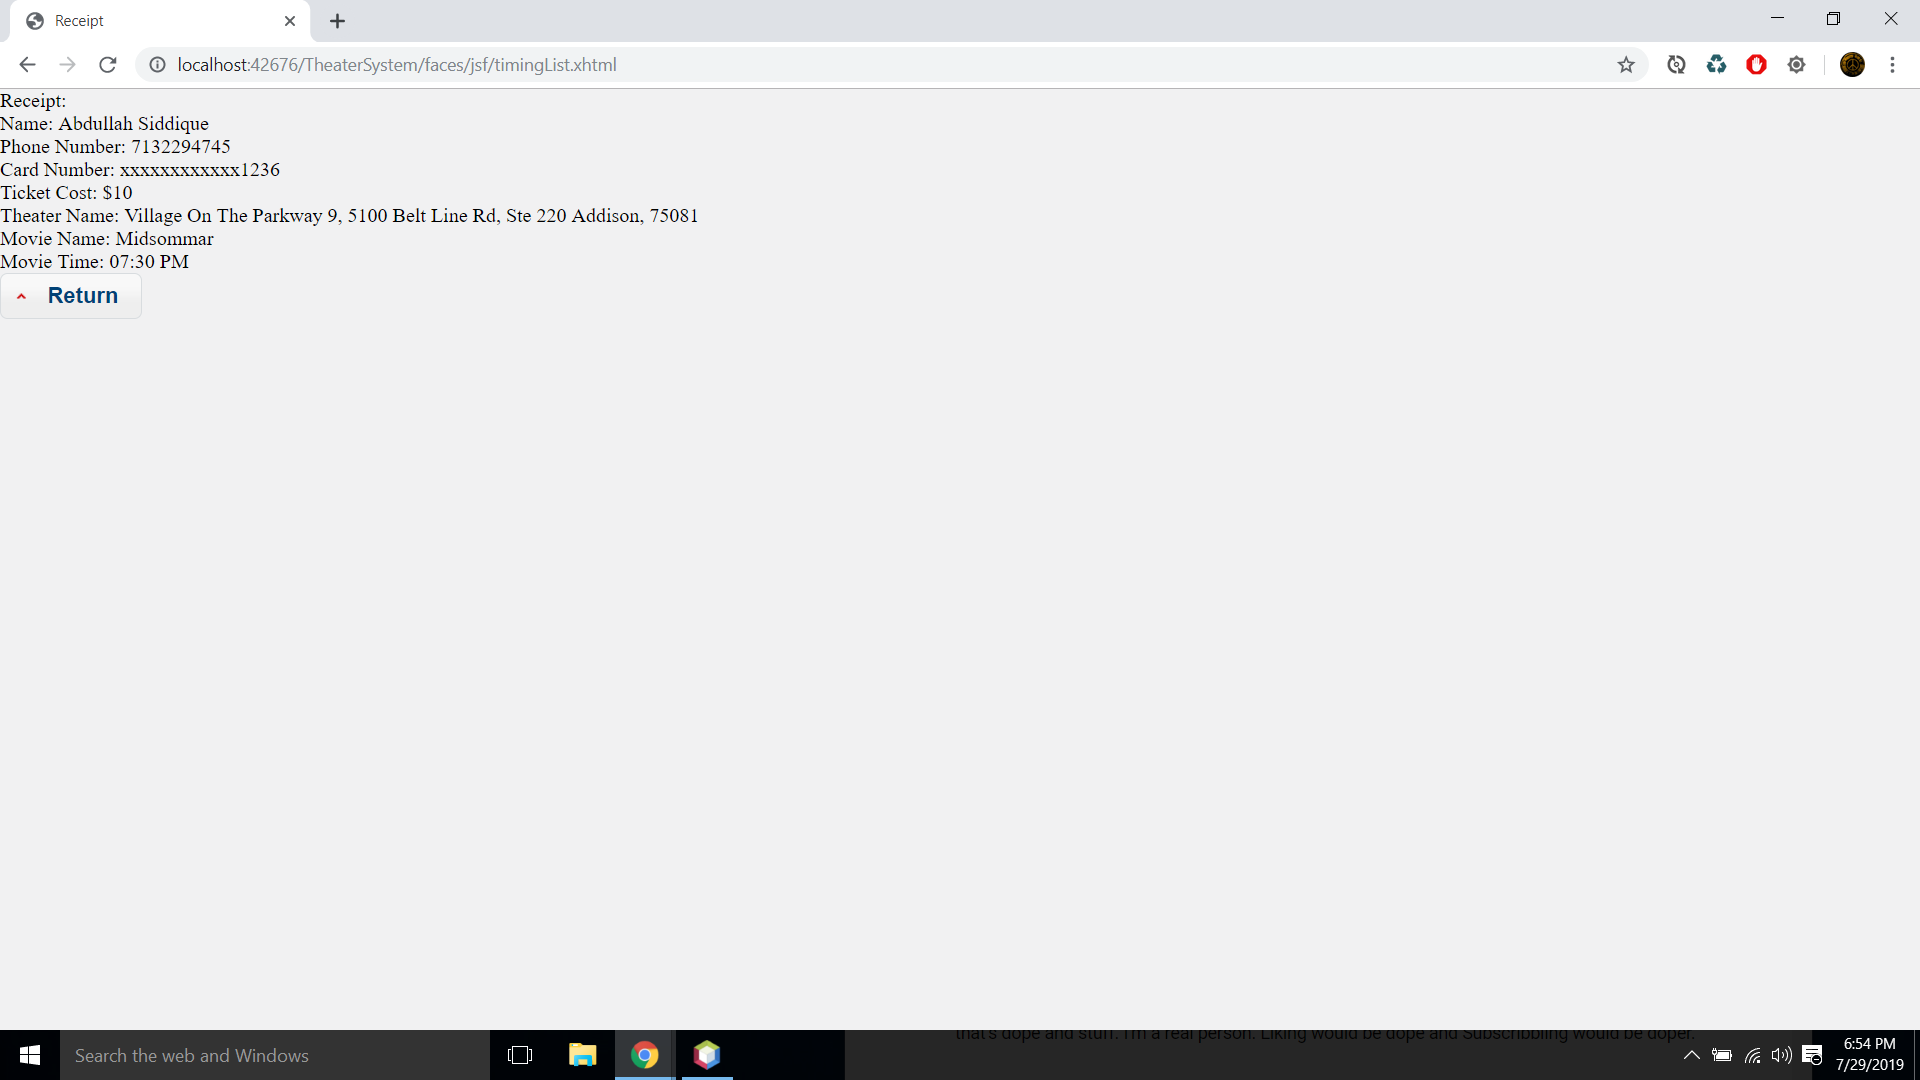 Receipt
localhost:42676/TheaterSystem/faces/jsf/timingList.xhtml
Receipt:
Name: Abdullah Siddique
Phone Number: 7132294745
Card Number: xxxxxxxxxxxx1236
Ticket Cost: $10
Theater Name: Village On The Parkway 9, 5100 Belt Line Rd, Ste 220 Addison, 75081
Movie Name: Midsommar
Movie Time: 07:30 PM
Return
that's dope and stuff. I'm a real person. Liking would be dope and Subscribbling would be doper.
Search the web and Windows
6:54 PM
7/29/2019